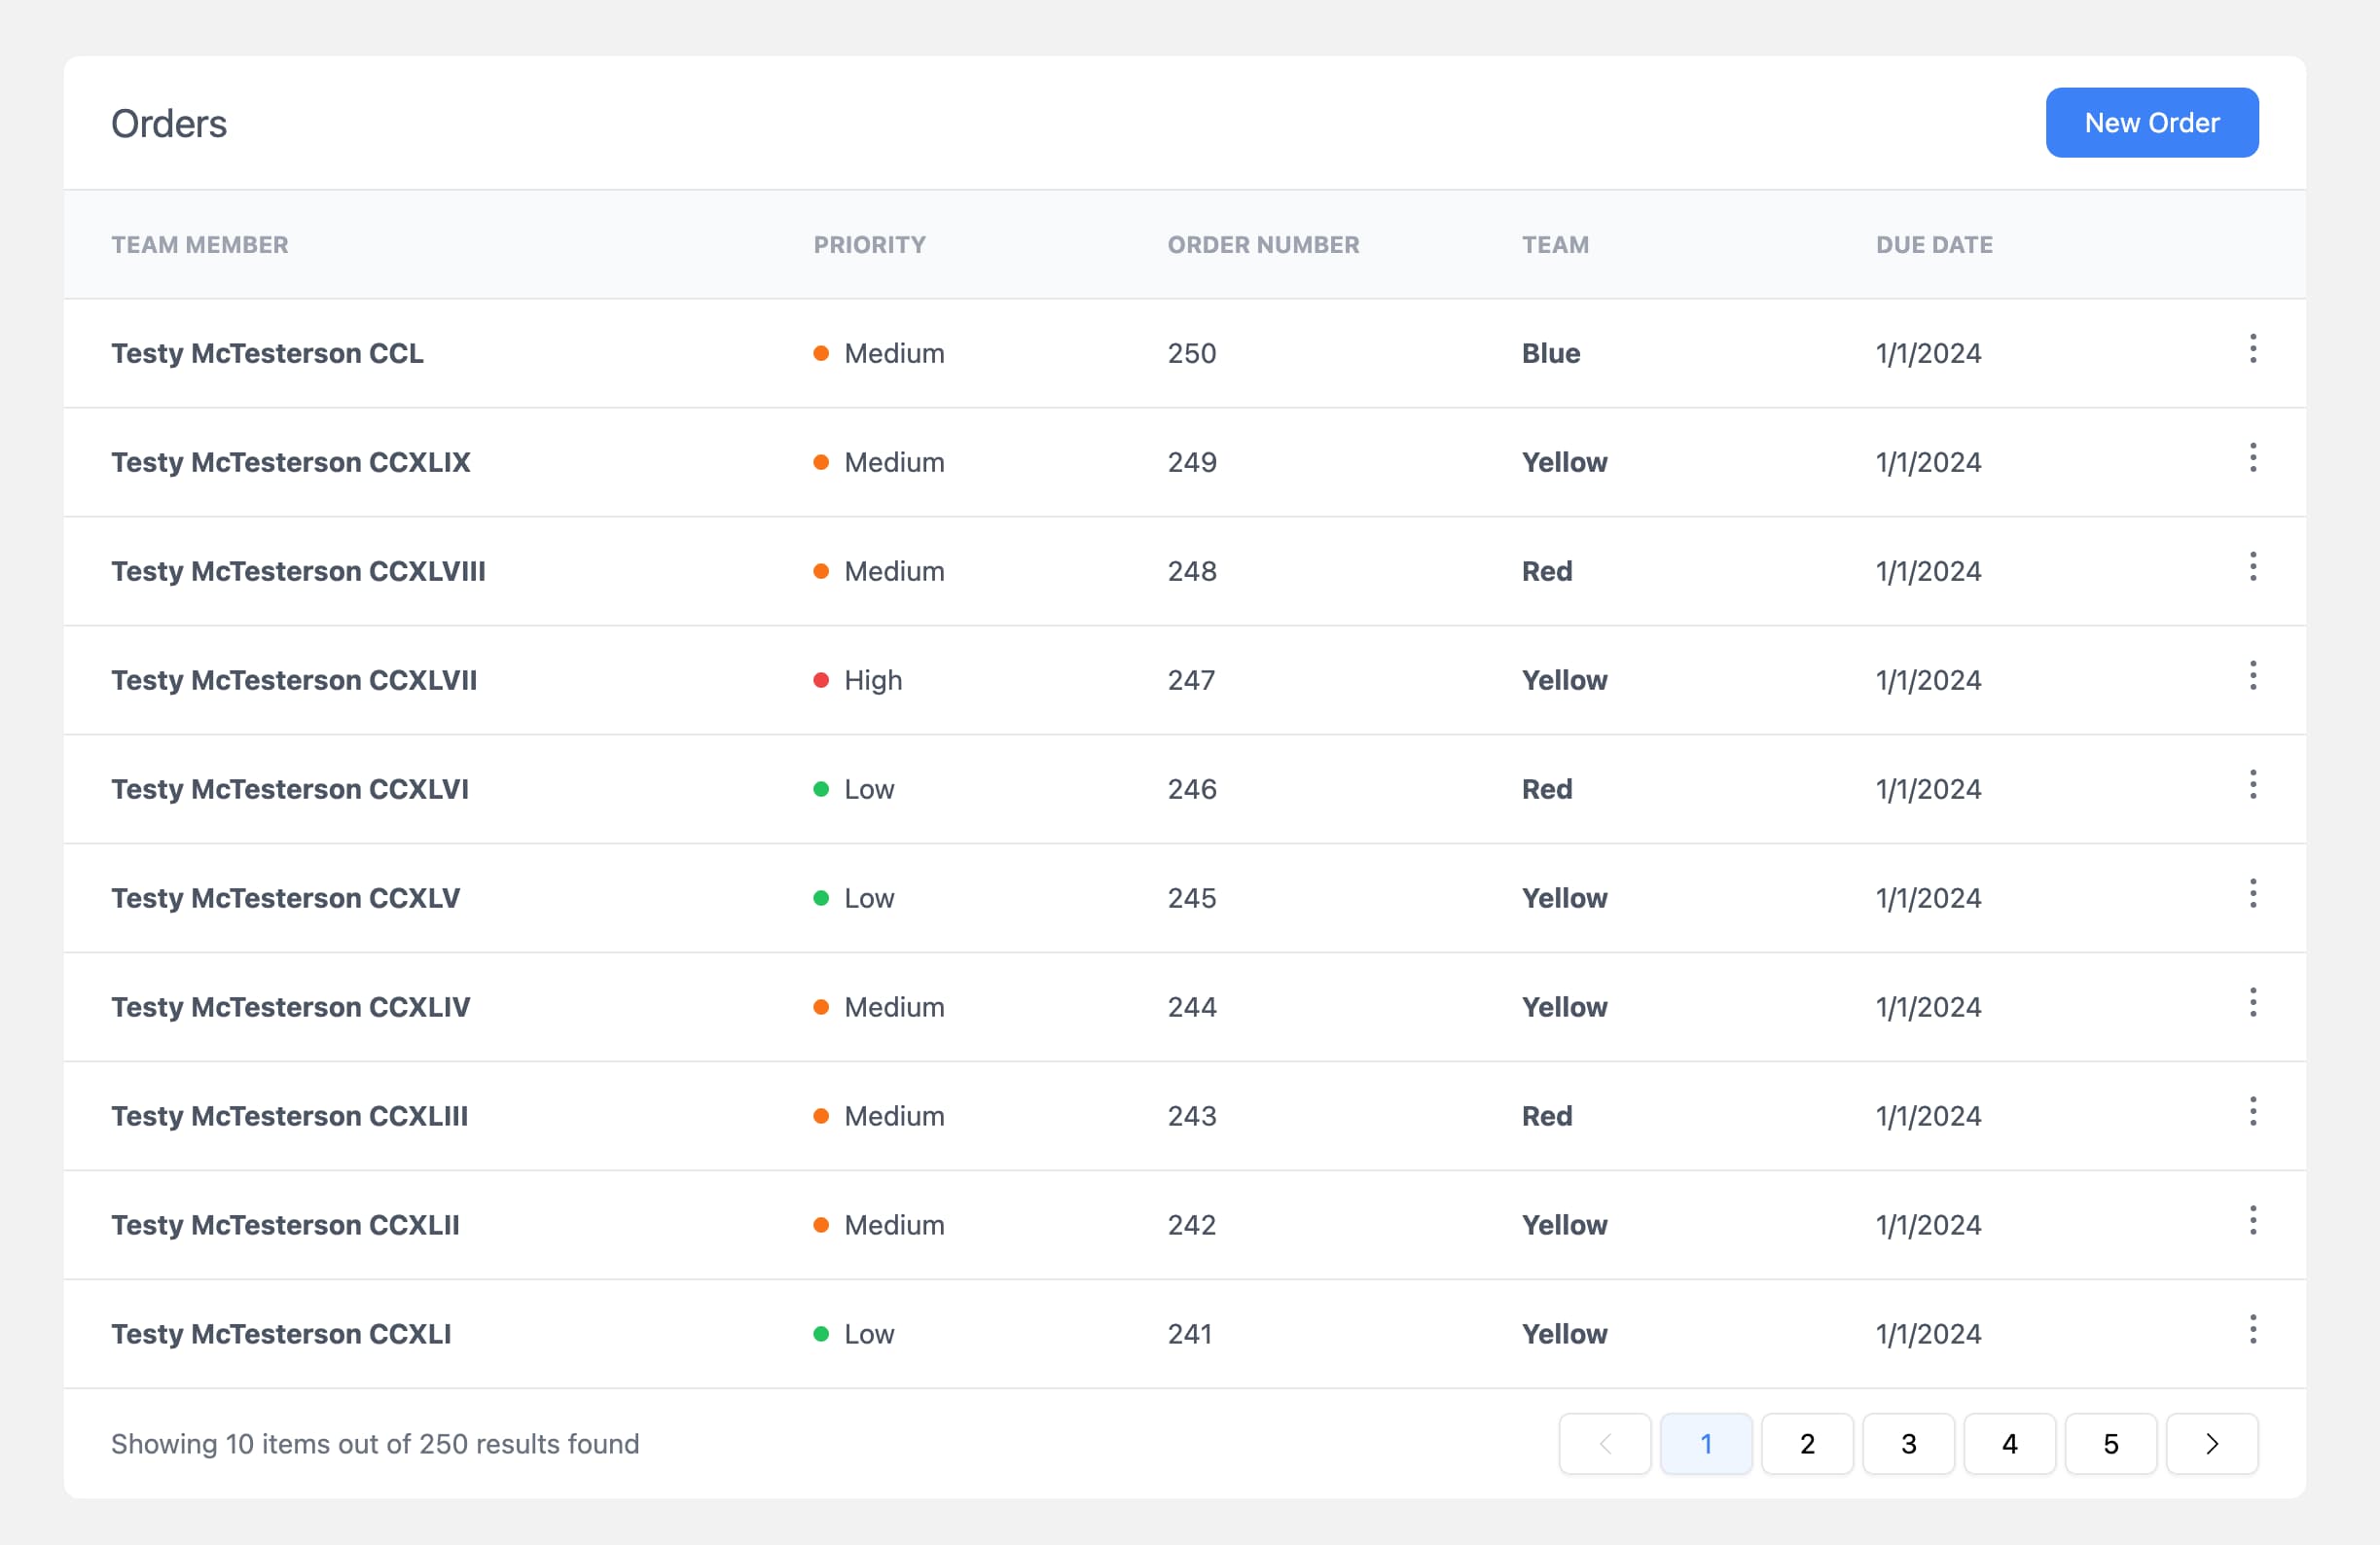 Orders
New Order
TEAM MEMBER PRIORITY ORDER NUMBER TEAM DUE DATE
Testy McTesterson CCL Medium 250 Blue 1/1/2024
Testy McTesterson CCXLIX Medium 249 Yellow 1/1/2024
Testy McTesterson CCXLVIII Medium 248 Red 1/1/2024
Testy McTesterson CCXLVII High 247 Yellow 1/1/2024
Testy McTesterson CCXLVI Low 246 Red 1/1/2024
Testy McTesterson CCXLV Low 245 Yellow 1/1/2024
Testy McTesterson CCXLIV Medium 244 Yellow 1/1/2024
Testy McTesterson CCXLIII Medium 243 Red 1/1/2024
Testy McTesterson CCXLII Medium 242 Yellow 1/1/2024
Testy McTesterson CCXLI Low 241 Yellow 1/1/2024
Showing 10 items out of 250 results found
1 2 3 4 5